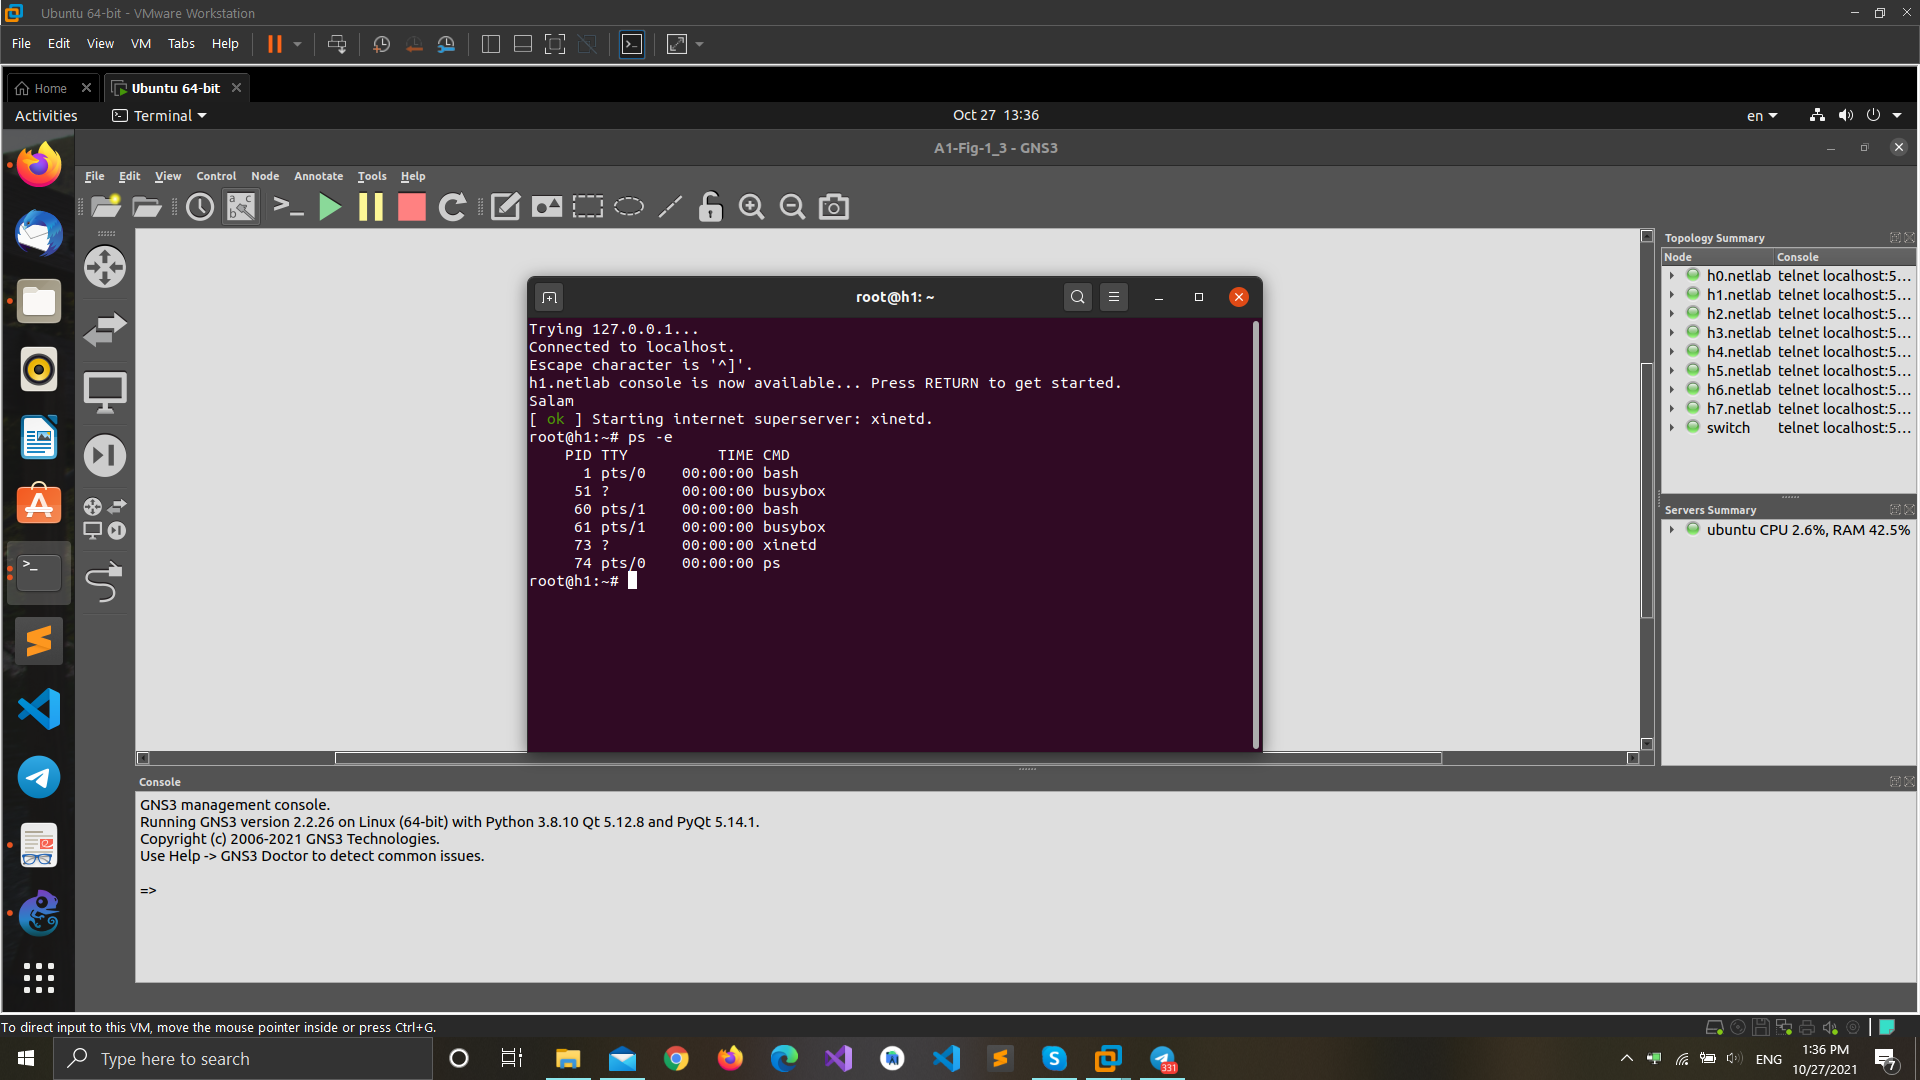 Ubuntu 64-bit - VMware Workstation
File Edit View VM Tabs Help
Home
Ubuntu 64-bit
Activities
Terminal
Oct 27 13:36
en
A1-Fig-1_3 - GNS3
File Edit View Control Node Annotate Tools Help
Topology Summary
Node Console
h0.netlab telnet localhost:5...
h1.netlab telnet localhost:5...
h2.netlab telnet localhost:5...
h3.netlab telnet localhost:5...
h4.netlab telnet localhost:5...
h5.netlab telnet localhost:5...
h6.netlab telnet localhost:5...
h7.netlab telnet localhost:5...
switch telnet localhost:5...
Servers Summary
ubuntu CPU 2.6%, RAM 42.5%
root@h1: ~
Trying 127.0.0.1...
Connected to localhost.
Escape character is '^]'.
h1.netlab console is now available... Press RETURN to get started.
Salam
[ ok ] Starting internet superserver: xinetd.
root@h1:~# ps -e
PID TTY TIME CMD
1 pts/0 00:00:00 bash
51 ? 00:00:00 busybox
60 pts/1 00:00:00 bash
61 pts/1 00:00:00 busybox
73 ? 00:00:00 xinetd
74 pts/0 00:00:00 ps
root@h1:~#
Console
GNS3 management console.
Running GNS3 version 2.2.26 on Linux (64-bit) with Python 3.8.10 Qt 5.12.8 and PyQt 5.14.1.
Copyright (c) 2006-2021 GNS3 Technologies.
Use Help -> GNS3 Doctor to detect common issues.
=>
To direct input to this VM, move the mouse pointer inside or press Ctrl+G.
Type here to search
331
ENG
1:36 PM
10/27/2021
7